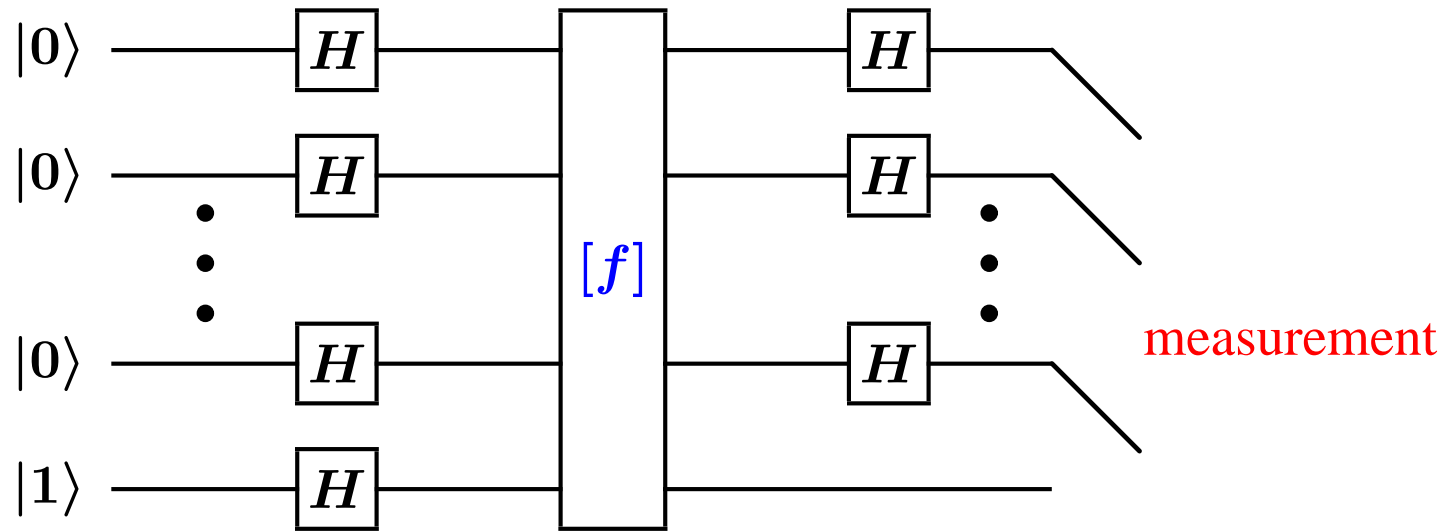 |0⟩ H H
|0⟩ H H
[f]
measurement
|0⟩ H H
|1⟩ H